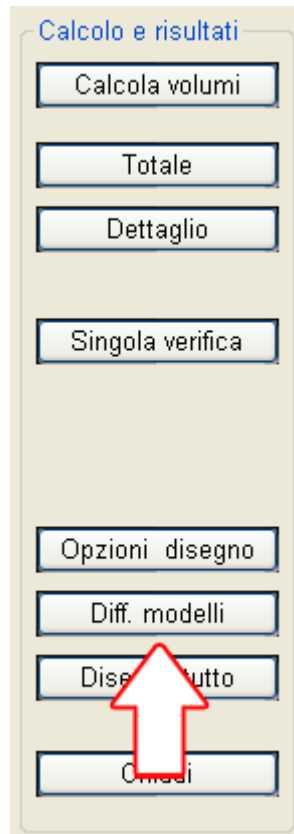 Calcolo e risultati
Calcola volumi
Totale
Dettaglio
Singola verifica
Opzioni disegno
Diff. modelli